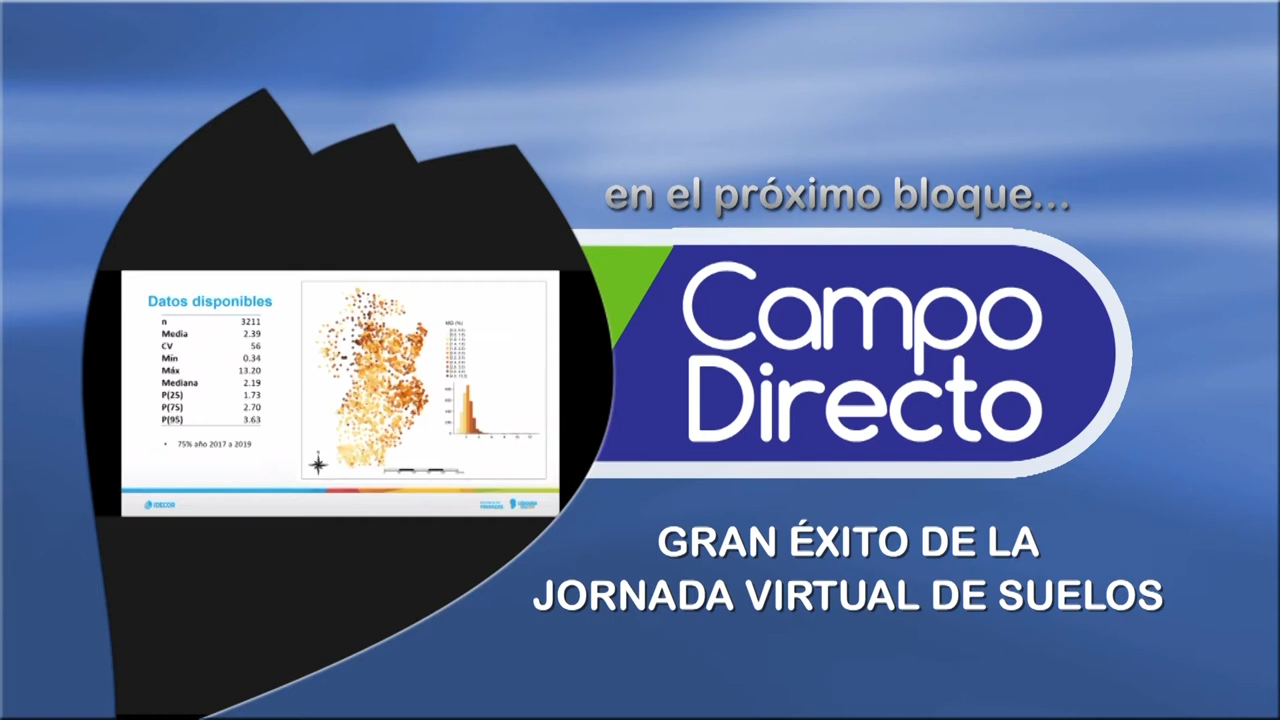 en el próximo bloque...
Campo
Directo
GRAN ÉXITO DE LA
JORNADA VIRTUAL DE SUELOS
Datos disponibles
n 3211
Media 2.39
CV 56
Mín 0.34
Máx 13.20
Mediana 2.19
P(25) 1.73
P(75) 2.70
P(95) 3.63
• 75% año 2017 a 2019
MO (%)
IDECOR